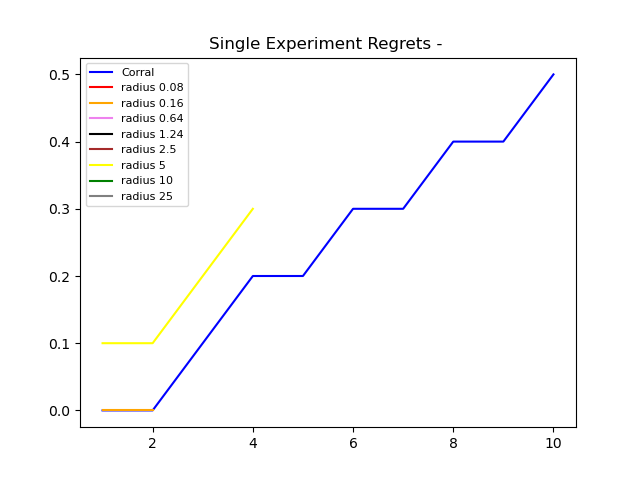 Single Experiment Regrets -
Corral
radius 0.08
radius 0.16
radius 0.64
radius 1.24
radius 2.5
radius 5
radius 10
radius 25
0.5
0.4
0.3
0.2
0.1
0.0
2 4 6 8 10